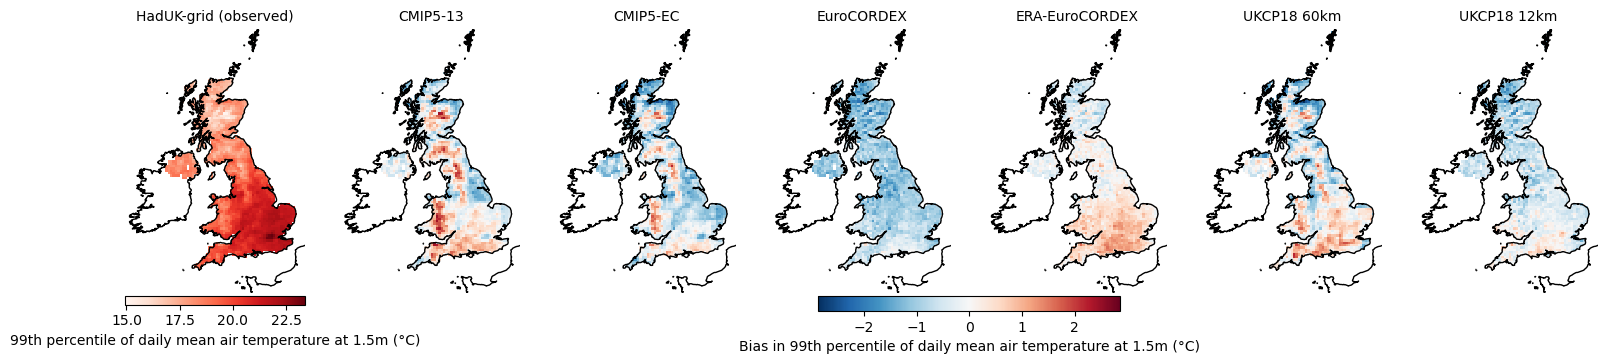 HadUK-grid (observed) CMIP5-13 CMIP5-EC EuroCORDEX ERA-EuroCORDEX UKCP18 60km UKCP18 12km
15.0 17.5 20.0 22.5
99th percentile of daily mean air temperature at 1.5m (°C)
−2 −1 0 1 2
Bias in 99th percentile of daily mean air temperature at 1.5m (°C)